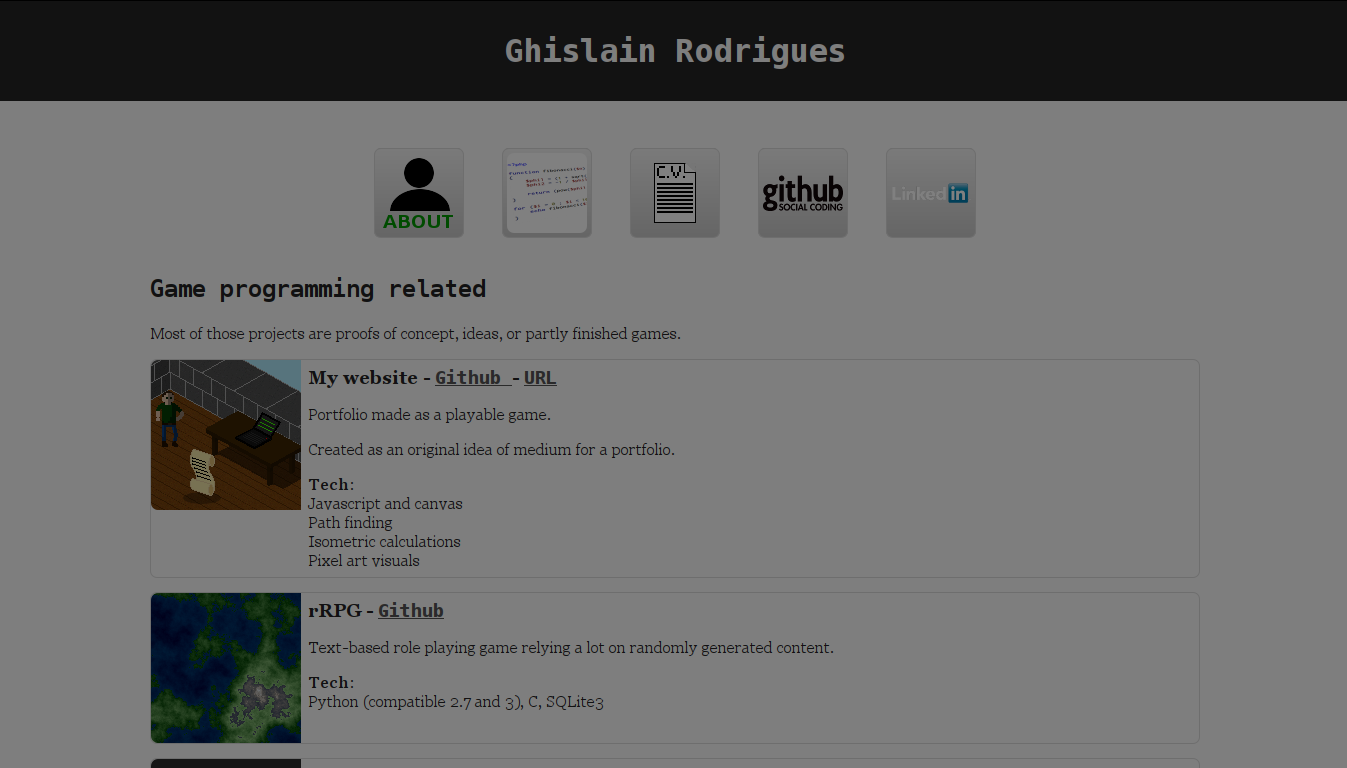 Ghislain Rodrigues
ABOUT
C.V.
github
SOCIAL CODING
Linked in
Game programming related
Most of those projects are proofs of concept, ideas, or partly finished games.
My website - Github - URL
Portfolio made as a playable game.
Created as an original idea of medium for a portfolio.
Tech:
Javascript and canvas
Path finding
Isometric calculations
Pixel art visuals
rRPG - Github
Text-based role playing game relying a lot on randomly generated content.
Tech:
Python (compatible 2.7 and 3), C, SQLite3